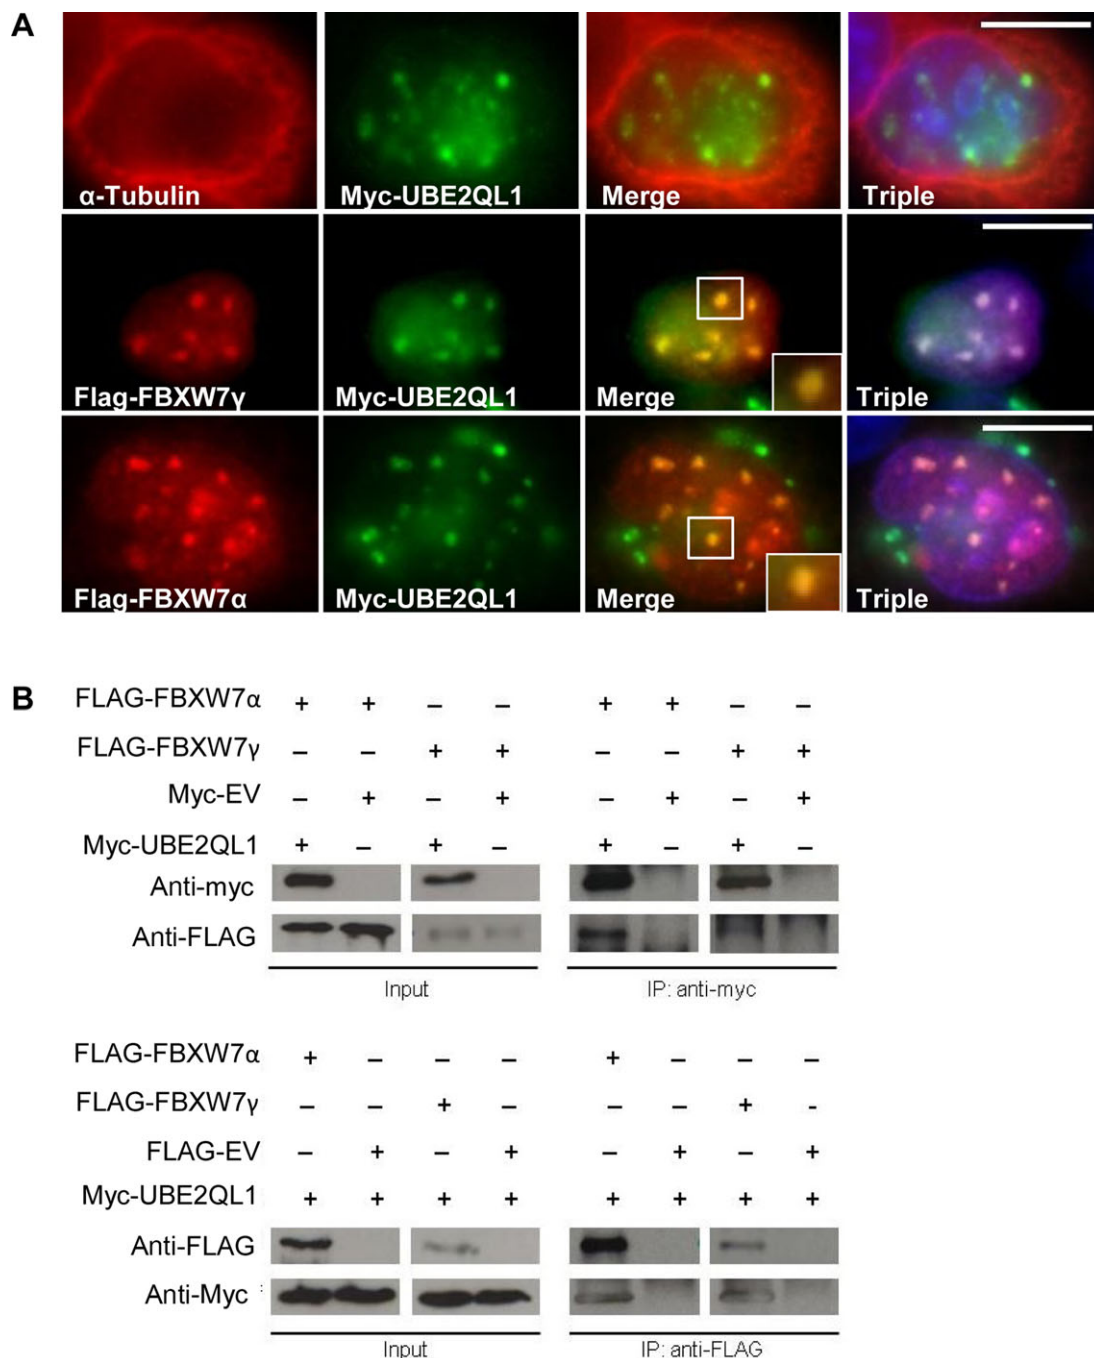 A
α-Tubulin Myc-UBE2QL1 Merge Triple
Flag-FBXW7γ Myc-UBE2QL1 Merge Triple
Flag-FBXW7α Myc-UBE2QL1 Merge Triple
B
FLAG-FBXW7α + + – – + + – –
FLAG-FBXW7γ – – + + – – + +
Myc-EV – + – + – + – +
Myc-UBE2QL1 + – + – + – + –
Anti-myc
Anti-FLAG
Input IP: anti-myc
FLAG-FBXW7α + – – – + – – –
FLAG-FBXW7γ – – + – – – + -
FLAG-EV – + – + – + – +
Myc-UBE2QL1 + + + + + + + +
Anti-FLAG
Anti-Myc :
Input IP: anti-FLAG